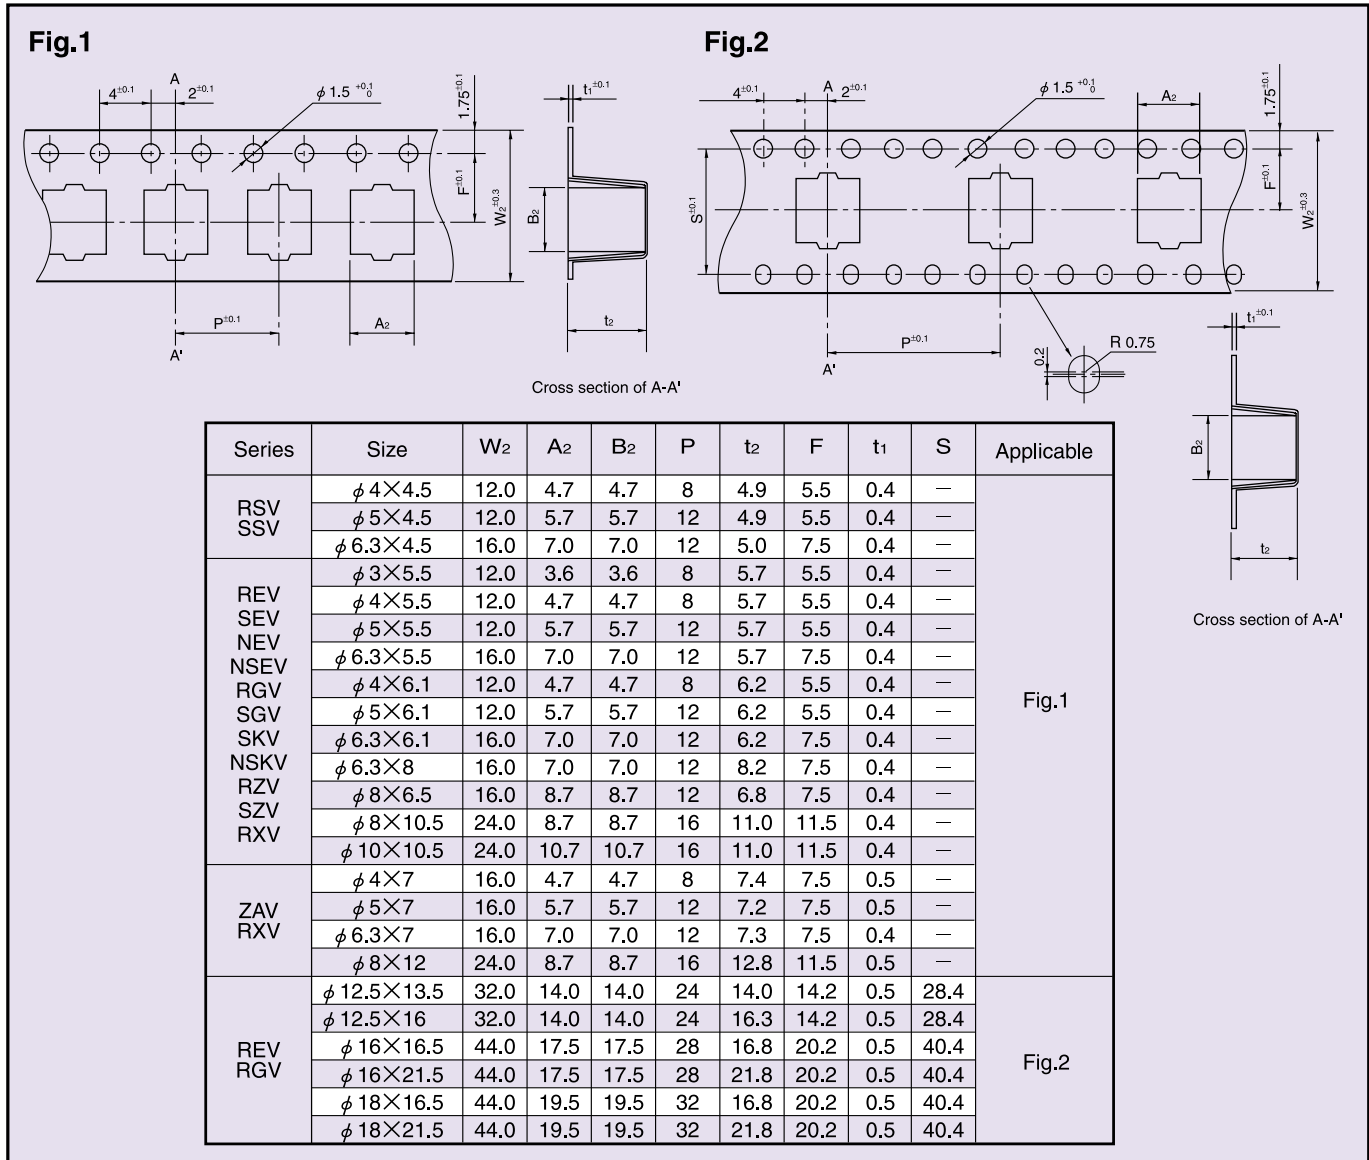 Fig.1
A
4±0.1
2±0.1
φ 1.5 +0.1 0
1.75±0.1
F±0.1
W2±0.3
P±0.1
A2
A'
t1±0.1
B2
t2
Cross section of A-A'
Fig.2
4±0.1
A
2±0.1
φ 1.5 +0.1 0
A2
1.75±0.1
S±0.1
F±0.1
W2±0.3
P±0.1
A'
0.2
R 0.75
t1±0.1
B2
t2
Cross section of A-A'
Series Size W2 A2 B2 P t2 F t1 S Applicable
RSV
SSV
φ 4×4.5 12.0 4.7 4.7 8 4.9 5.5 0.4 —
φ 5×4.5 12.0 5.7 5.7 12 4.9 5.5 0.4 —
φ 6.3×4.5 16.0 7.0 7.0 12 5.0 7.5 0.4 —
REV
SEV
NEV
NSEV
RGV
SGV
SKV
NSKV
RZV
SZV
RXV
φ 3×5.5 12.0 3.6 3.6 8 5.7 5.5 0.4 —
φ 4×5.5 12.0 4.7 4.7 8 5.7 5.5 0.4 —
φ 5×5.5 12.0 5.7 5.7 12 5.7 5.5 0.4 —
φ 6.3×5.5 16.0 7.0 7.0 12 5.7 7.5 0.4 —
φ 4×6.1 12.0 4.7 4.7 8 6.2 5.5 0.4 —
φ 5×6.1 12.0 5.7 5.7 12 6.2 5.5 0.4 —
φ 6.3×6.1 16.0 7.0 7.0 12 6.2 7.5 0.4 —
φ 6.3×8 16.0 7.0 7.0 12 8.2 7.5 0.4 —
φ 8×6.5 16.0 8.7 8.7 12 6.8 7.5 0.4 —
φ 8×10.5 24.0 8.7 8.7 16 11.0 11.5 0.4 —
φ 10×10.5 24.0 10.7 10.7 16 11.0 11.5 0.4 —
Fig.1
ZAV
RXV
φ 4×7 16.0 4.7 4.7 8 7.4 7.5 0.5 —
φ 5×7 16.0 5.7 5.7 12 7.2 7.5 0.5 —
φ 6.3×7 16.0 7.0 7.0 12 7.3 7.5 0.4 —
φ 8×12 24.0 8.7 8.7 16 12.8 11.5 0.5 —
REV
RGV
φ 12.5×13.5 32.0 14.0 14.0 24 14.0 14.2 0.5 28.4
φ 12.5×16 32.0 14.0 14.0 24 16.3 14.2 0.5 28.4
φ 16×16.5 44.0 17.5 17.5 28 16.8 20.2 0.5 40.4
φ 16×21.5 44.0 17.5 17.5 28 21.8 20.2 0.5 40.4
φ 18×16.5 44.0 19.5 19.5 32 16.8 20.2 0.5 40.4
φ 18×21.5 44.0 19.5 19.5 32 21.8 20.2 0.5 40.4
Fig.2